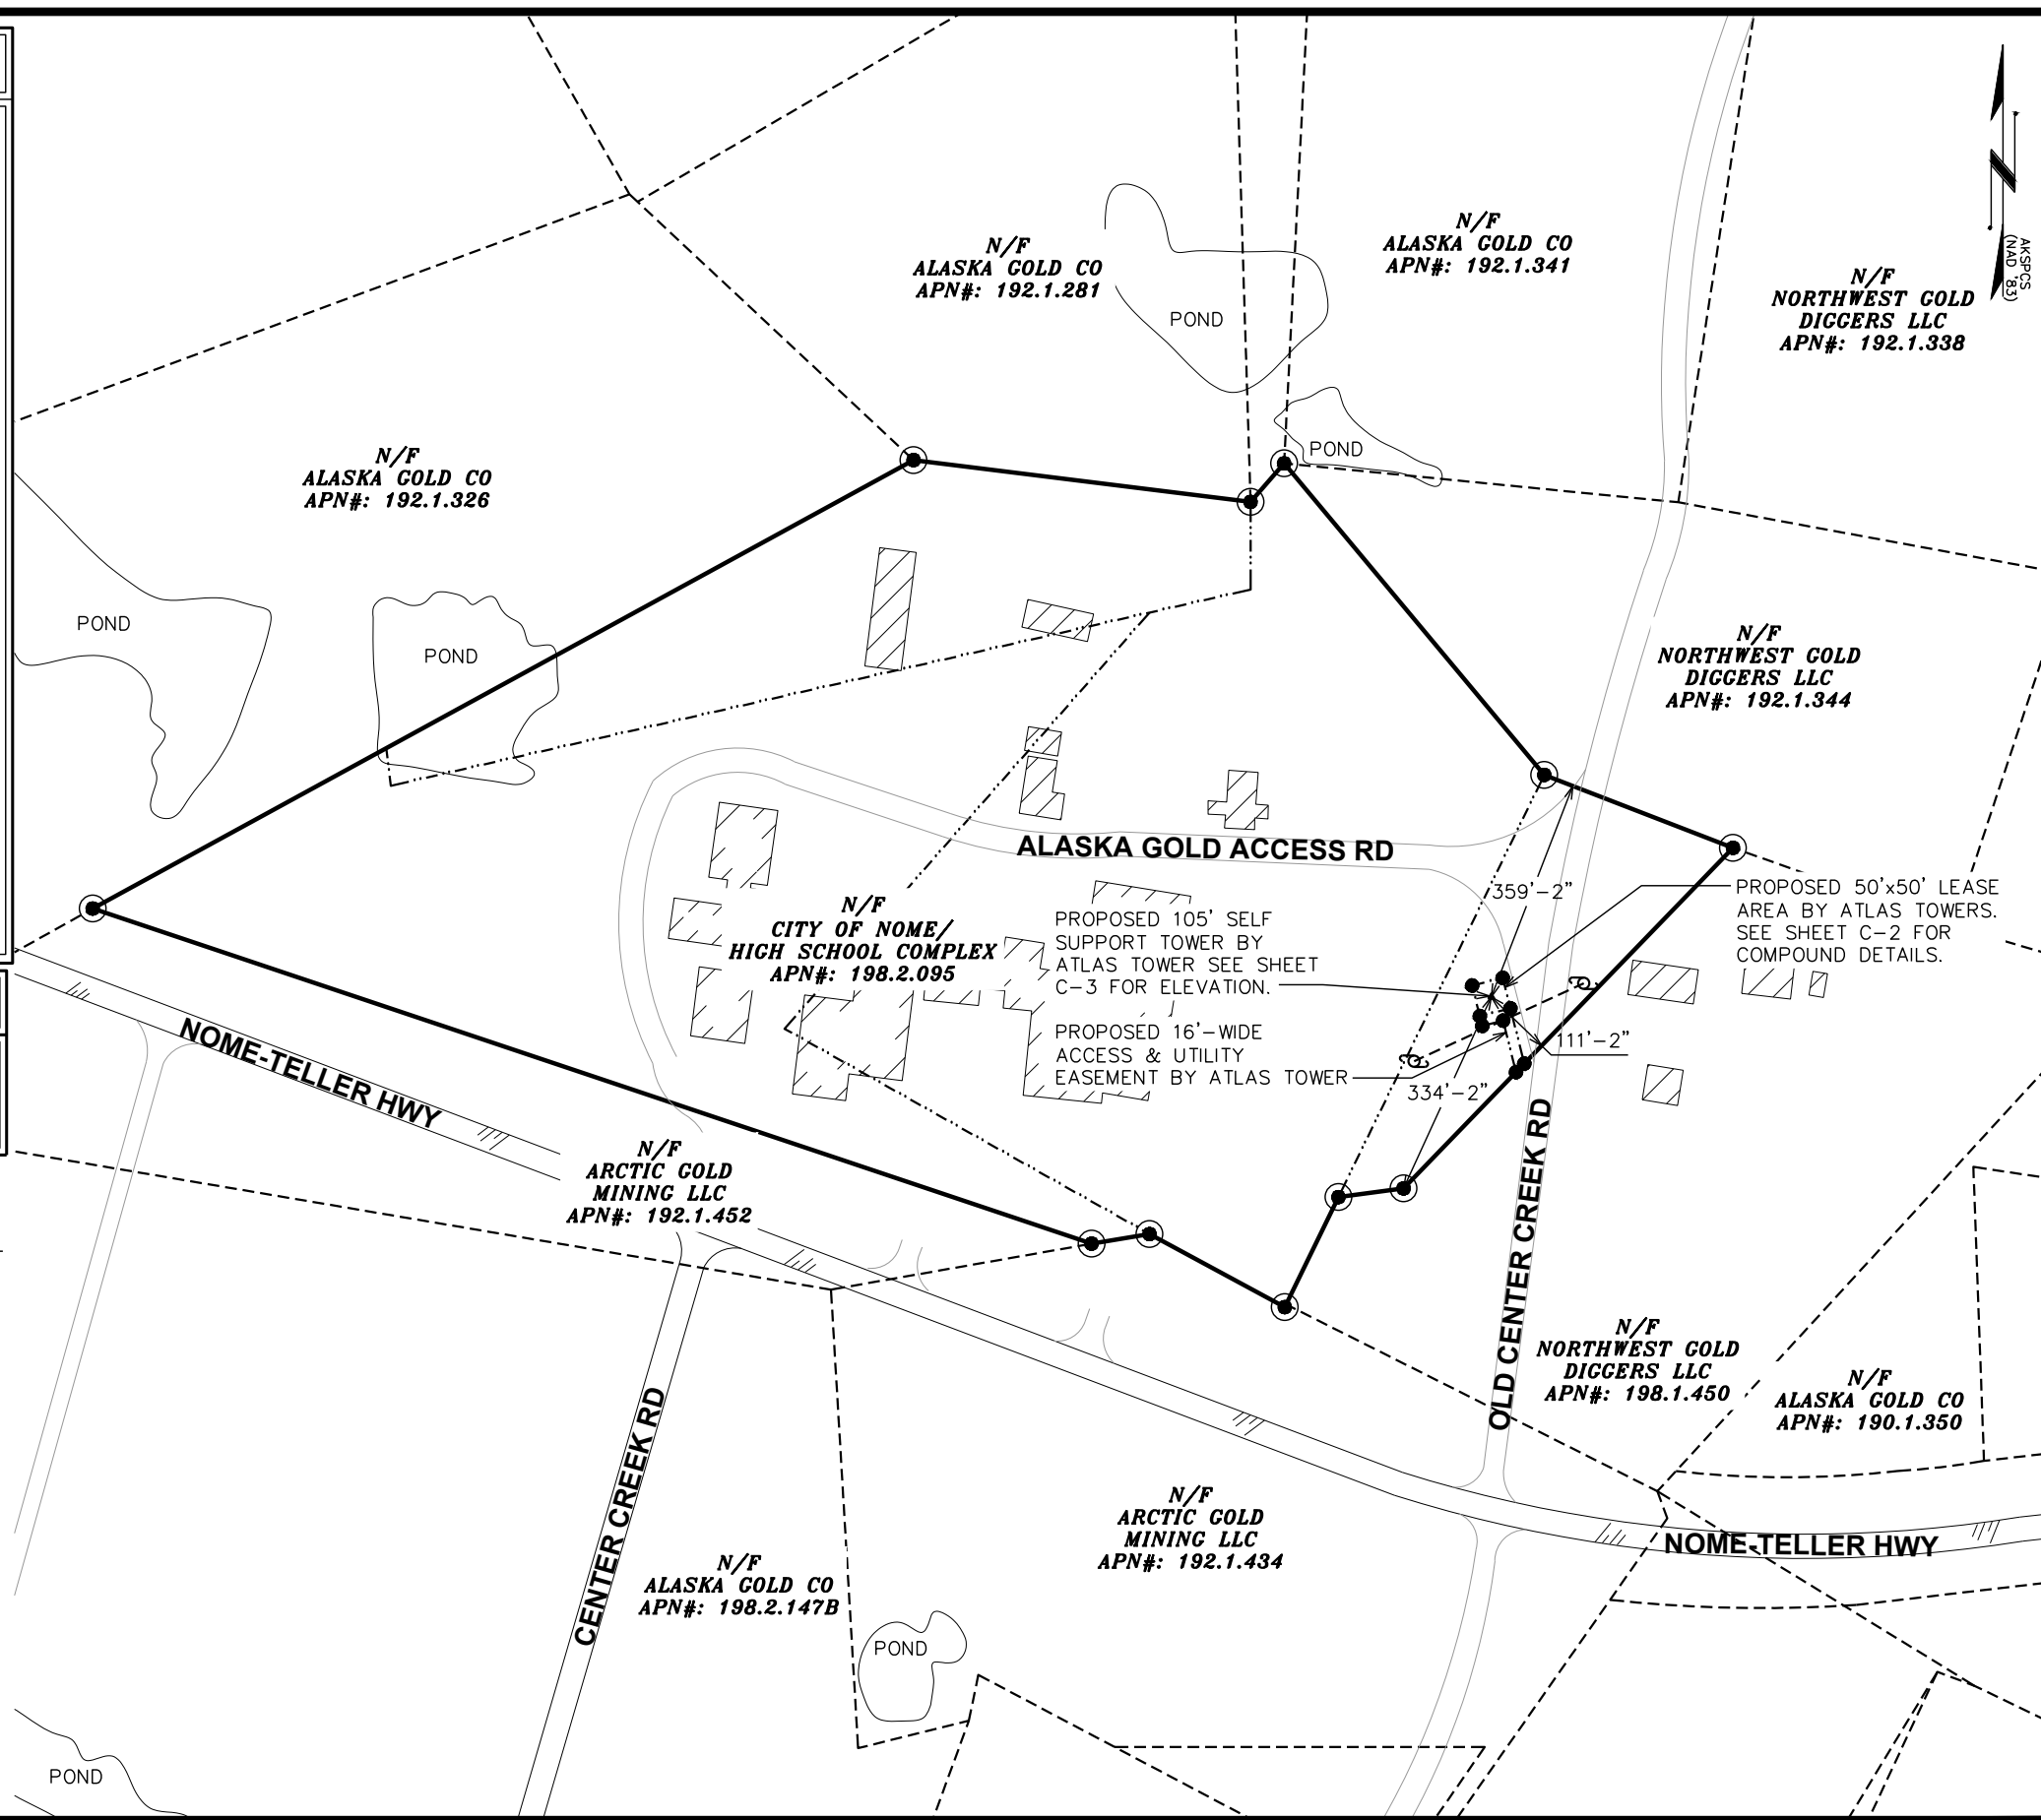 N/F
ALASKA GOLD CO
APN#: 192.1.281
N/F
ALASKA GOLD CO
APN#: 192.1.341
AKSPCS
(NAD '83)
N/F
NORTHWEST GOLD
DIGGERS LLC
APN#: 192.1.338
POND
POND
N/F
ALASKA GOLD CO
APN#: 192.1.326
POND
POND
N/F
NORTHWEST GOLD
DIGGERS LLC
APN#: 192.1.344
ALASKA GOLD ACCESS RD
359'-2"
PROPOSED 50'x50' LEASE
AREA BY ATLAS TOWERS.
SEE SHEET C-2 FOR
COMPOUND DETAILS.
N/F
CITY OF NOME/
HIGH SCHOOL COMPLEX
APN#: 198.2.095
PROPOSED 105' SELF
SUPPORT TOWER BY
ATLAS TOWER SEE SHEET
C-3 FOR ELEVATION.
PROPOSED 16'-WIDE
ACCESS & UTILITY
EASEMENT BY ATLAS TOWER
111'-2"
334'-2"
NOME-TELLER HWY
N/F
ARCTIC GOLD
MINING LLC
APN#: 192.1.452
OLD CENTER CREEK RD
N/F
NORTHWEST GOLD
DIGGERS LLC
APN#: 198.1.450
N/F
ALASKA GOLD CO
APN#: 190.1.350
CENTER CREEK RD
N/F
ARCTIC GOLD
MINING LLC
APN#: 192.1.434
NOME-TELLER HWY
N/F
ALASKA GOLD CO
APN#: 198.2.147B
POND
POND